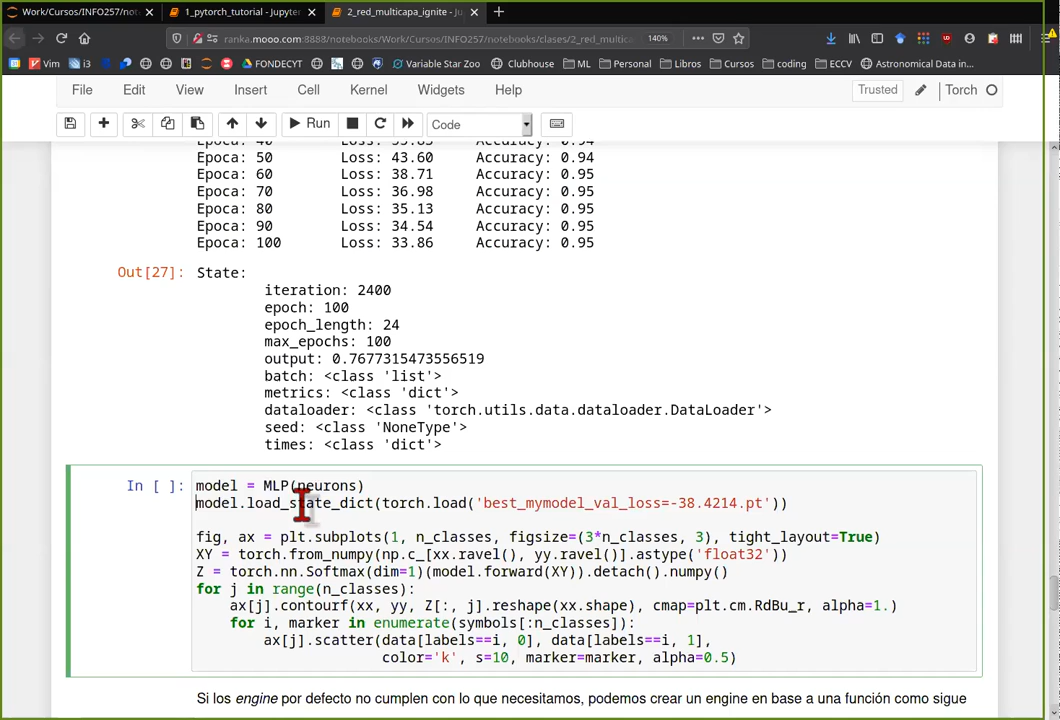 Work/Cursos/INFO257/not
1_pytorch_tutorial - Jupyter
2_red_multicapa_ignite - Ju
ranka.mooo.com:8888/notebooks/Work/Cursos/INFO257/notebooks/clases/2_red_multic
140%
Vim
i3
FONDECYT
Variable Star Zoo
Clubhouse
ML
Personal
Libros
Cursos
coding
ECCV
Astronomical Data in...
File Edit View Insert Cell Kernel Widgets Help
Trusted
Torch
Run
Code
Epoca: 40 Accuracy: 0.94
Epoca: 50 Loss: 43.60 Accuracy: 0.94
Epoca: 60 Loss: 38.71 Accuracy: 0.95
Epoca: 70 Loss: 36.98 Accuracy: 0.95
Epoca: 80 Loss: 35.13 Accuracy: 0.95
Epoca: 90 Loss: 34.54 Accuracy: 0.95
Epoca: 100 Loss: 33.86 Accuracy: 0.95
Out[27]: State:
iteration: 2400
epoch: 100
epoch_length: 24
max_epochs: 100
output: 0.7677315473556519
batch: <class 'list'>
metrics: <class 'dict'>
dataloader: <class 'torch.utils.data.dataloader.DataLoader'>
seed: <class 'NoneType'>
times: <class 'dict'>
In [ ]: model = MLP(neurons)
model.load_state_dict(torch.load('best_mymodel_val_loss=-38.4214.pt'))
fig, ax = plt.subplots(1, n_classes, figsize=(3*n_classes, 3), tight_layout=True)
XY = torch.from_numpy(np.c_[xx.ravel(), yy.ravel()].astype('float32'))
Z = torch.nn.Softmax(dim=1)(model.forward(XY)).detach().numpy()
for j in range(n_classes):
ax[j].contourf(xx, yy, Z[:, j].reshape(xx.shape), cmap=plt.cm.RdBu_r, alpha=1.)
for i, marker in enumerate(symbols[:n_classes]):
ax[j].scatter(data[labels==i, 0], data[labels==i, 1],
color='k', s=10, marker=marker, alpha=0.5)
Si los engine por defecto no cumplen con lo que necesitamos, podemos crear un engine en base a una función como sigue